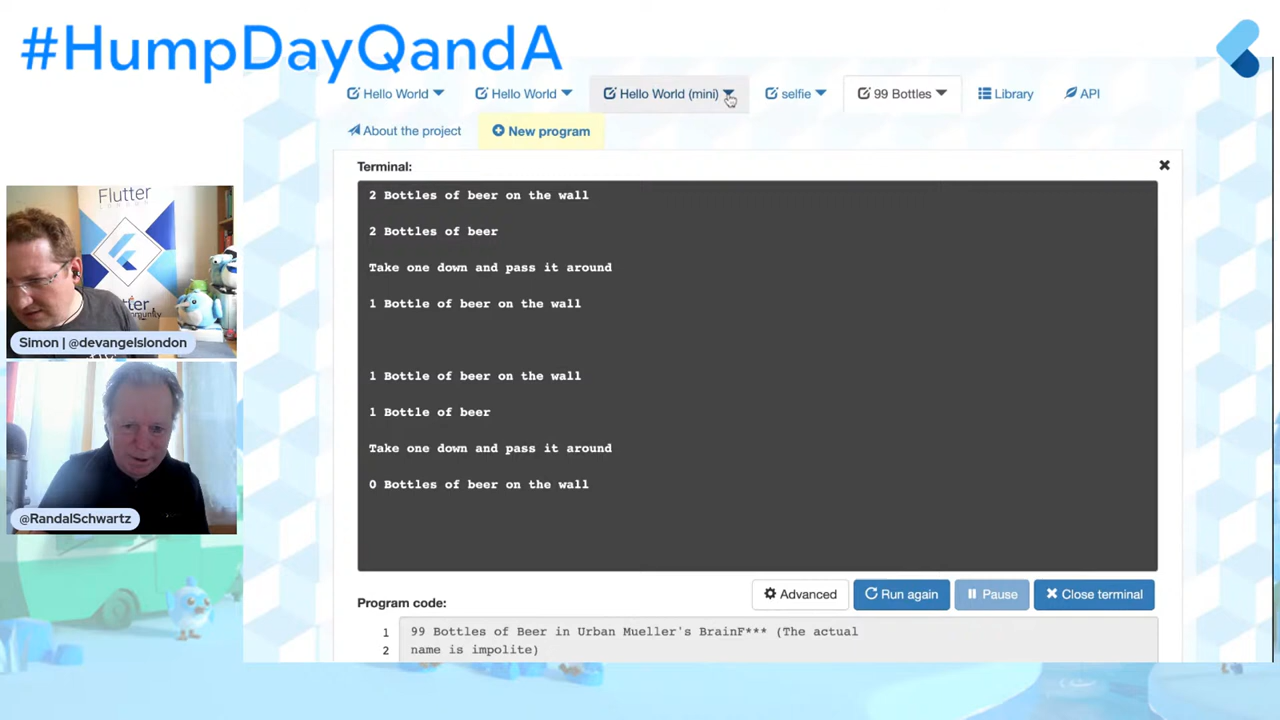 #HumpDayQandA
Hello World
Hello World
Hello World (mini)
selfie
99 Bottles
Library
API
About the project
New program
Terminal:
2 Bottles of beer on the wall
2 Bottles of beer
Take one down and pass it around
1 Bottle of beer on the wall
1 Bottle of beer on the wall
1 Bottle of beer
Take one down and pass it around
0 Bottles of beer on the wall
Advanced
Run again
Pause
Close terminal
Program code:
1 99 Bottles of Beer in Urban Mueller's BrainF*** (The actual
2 name is impolite)
Flutter
Simon | @devangelslondon
@RandalSchwartz